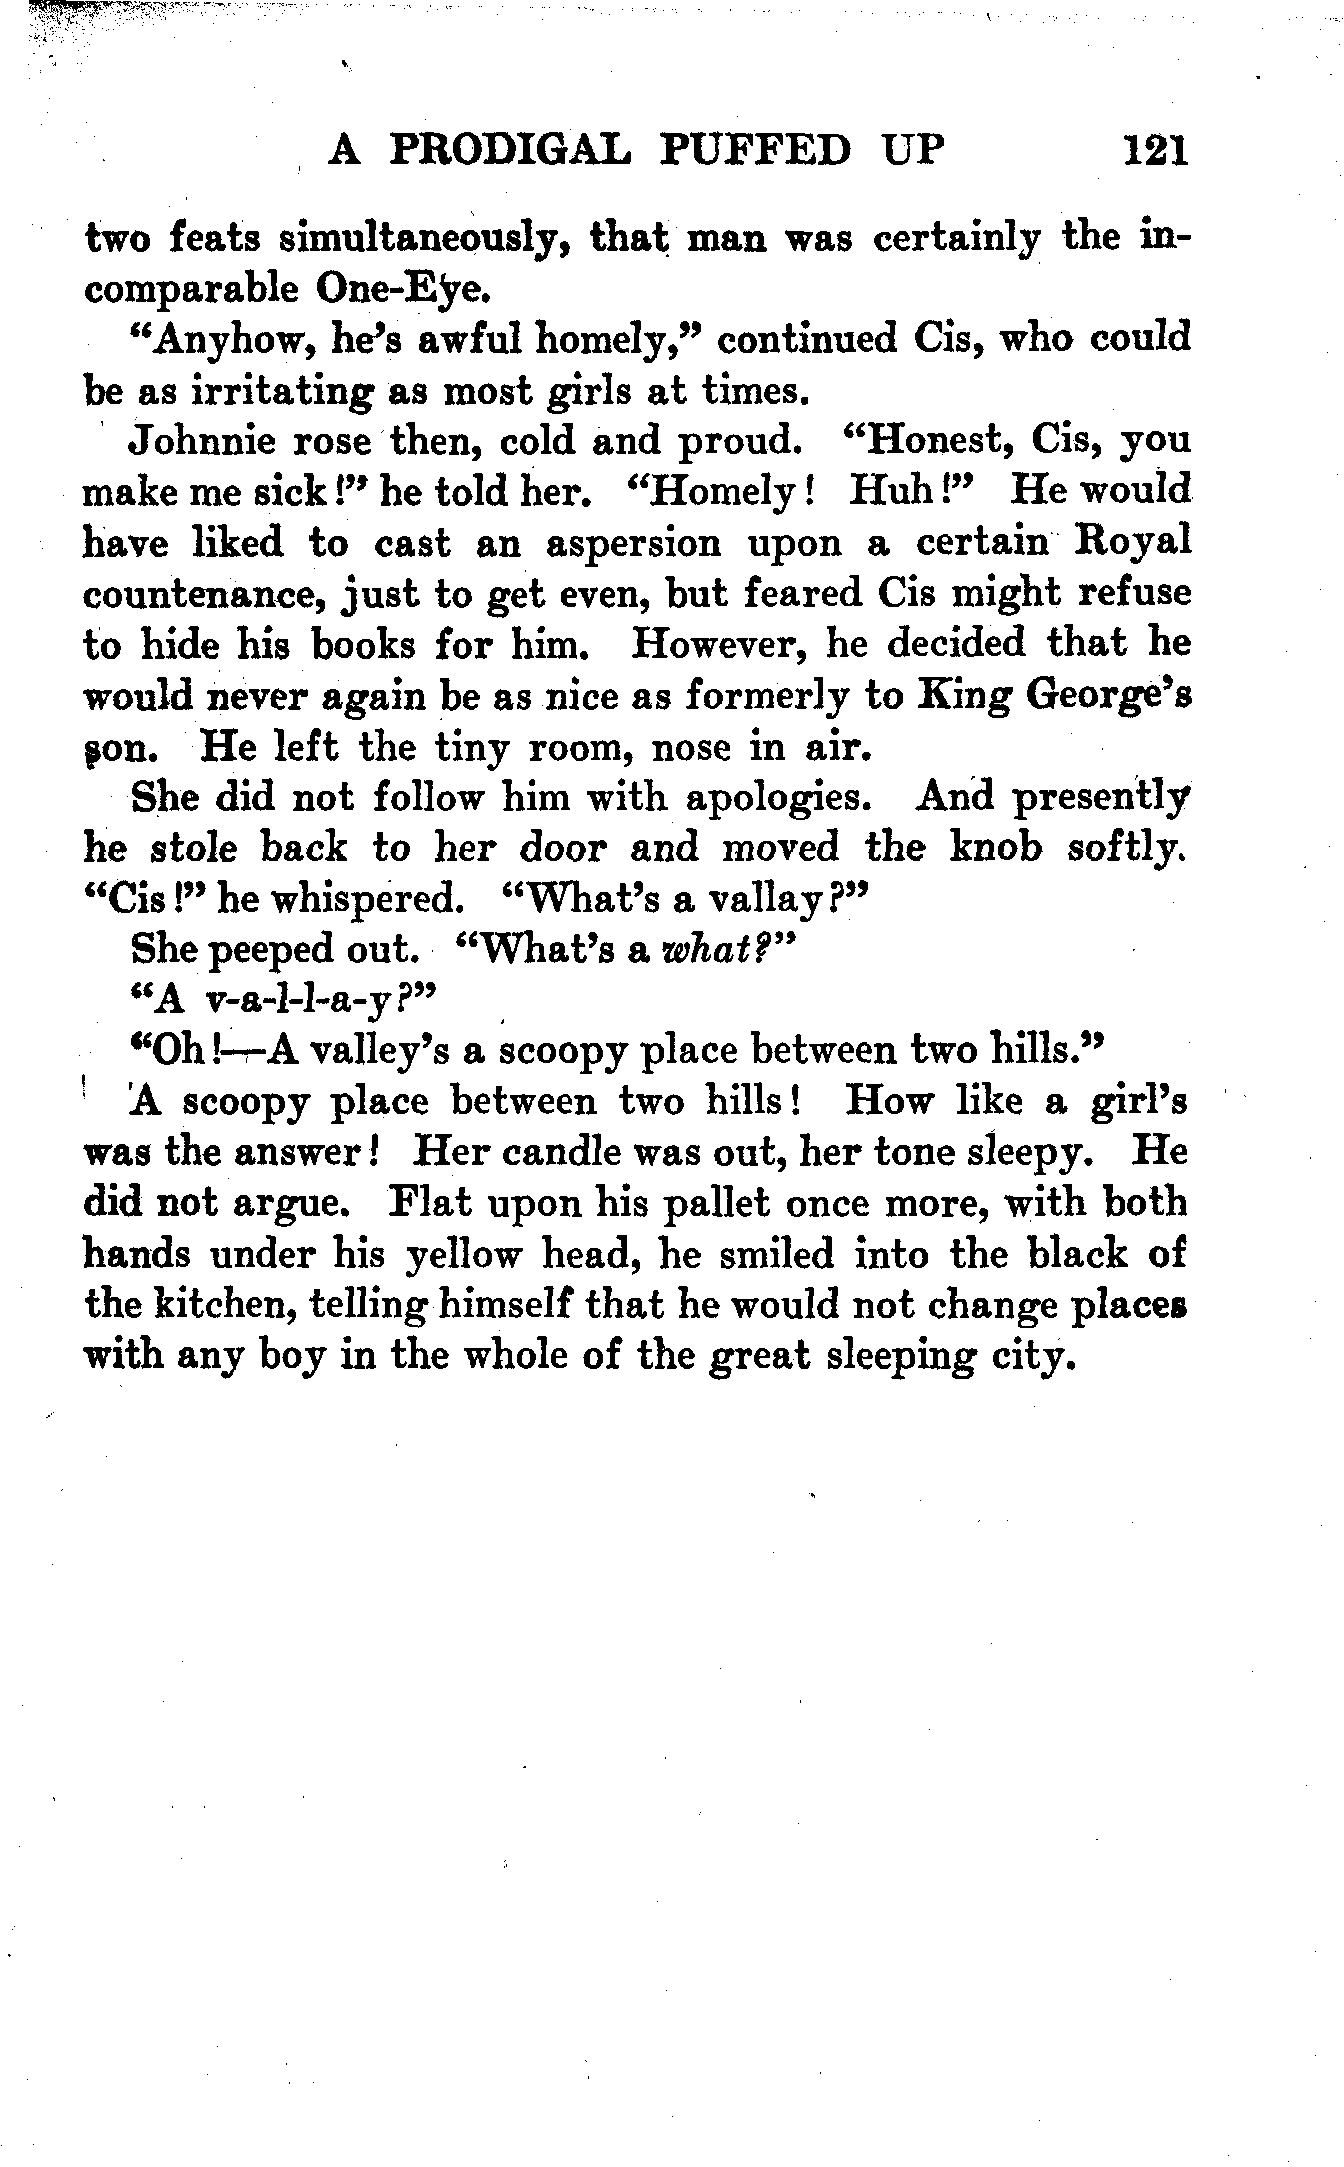 A PRODIGAL PUFFED UP 121
two feats simultaneously, that man was certainly the in-
comparable One-Eye.
"Anyhow, he's awful homely," continued Cis, who could
be as irritating as most girls at times.
Johnnie rose then, cold and proud. "Honest, Cis, you
make me sick!" he told her. "Homely! Huh!" He would
have liked to cast an aspersion upon a certain Royal
countenance, just to get even, but feared Cis might refuse
to hide his books for him. However, he decided that he
would never again be as nice as formerly to King George's
son. He left the tiny room, nose in air.
She did not follow him with apologies. And presently
he stole back to her door and moved the knob softly.
"Cis!" he whispered. "What's a vallay?"
She peeped out. "What's a what?"
"A v-a-l-l-a-y?"
"Oh!—A valley's a scoopy place between two hills."
A scoopy place between two hills! How like a girl's
was the answer! Her candle was out, her tone sleepy. He
did not argue. Flat upon his pallet once more, with both
hands under his yellow head, he smiled into the black of
the kitchen, telling himself that he would not change places
with any boy in the whole of the great sleeping city.